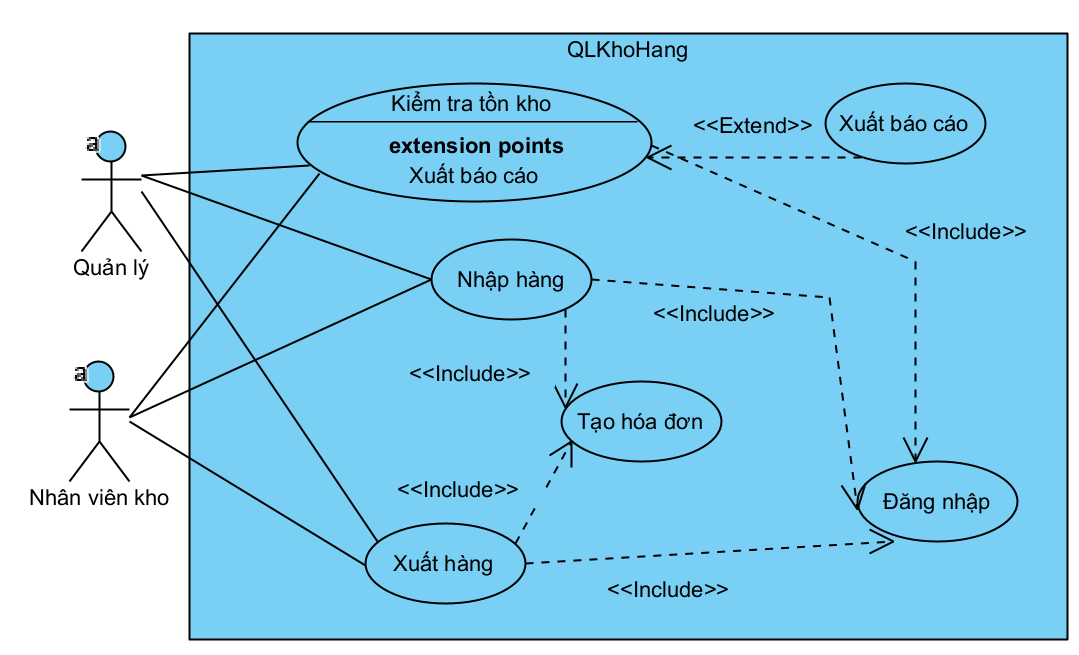 QLKhoHang
Kiểm tra tồn kho
extension points
Xuất báo cáo
<<Extend>>
Xuất báo cáo
a
Quản lý
<<Include>>
Nhập hàng
<<Include>>
<<Include>>
a
Nhân viên kho
Tạo hóa đơn
<<Include>>
Đăng nhập
Xuất hàng
<<Include>>